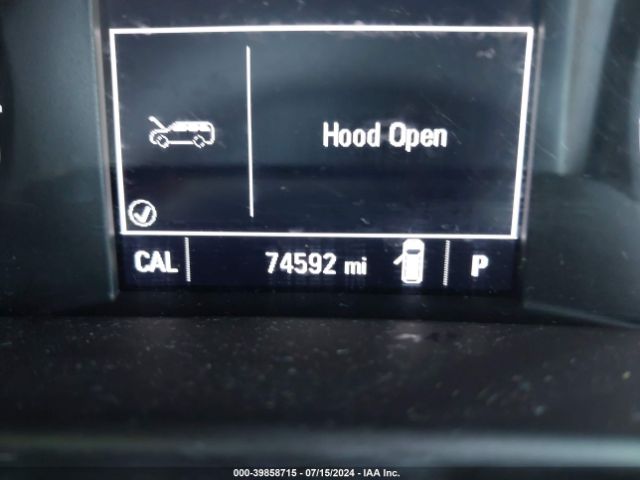 Hood Open
CAL 74592 mi P
000-39858715 - 07/15/2024 - IAA Inc.